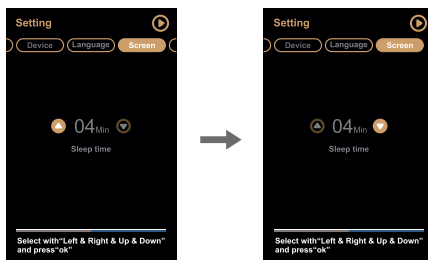 Setting
Device Language Screen
04Min
Sleep time
Select with"Left & Right & Up & Down"
and press"ok"
Setting
Device Language Screen
04Min
Sleep time
Select with"Left & Right & Up & Down"
and press"ok"